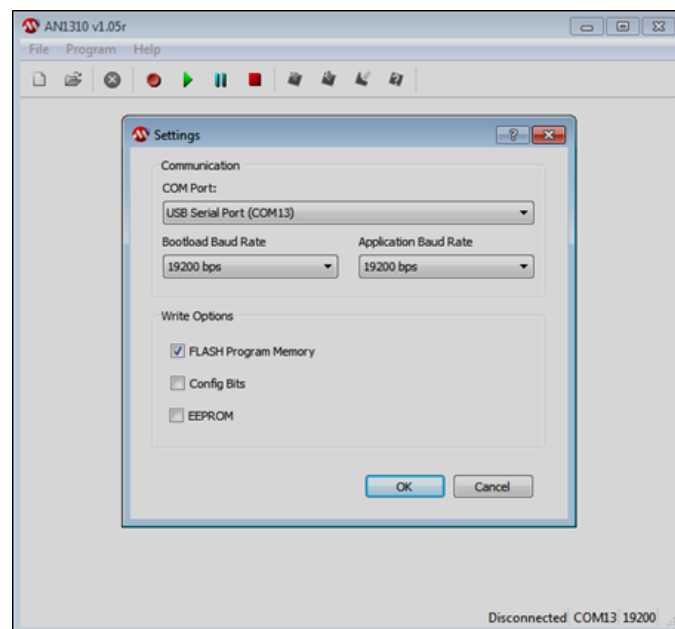 AN1310 v1.05r
File Program Help
Settings
Communication
COM Port:
USB Serial Port (COM13)
Bootload Baud Rate Application Baud Rate
19200 bps 19200 bps
Write Options
FLASH Program Memory
Config Bits
EEPROM
OK Cancel
Disconnected COM13 19200